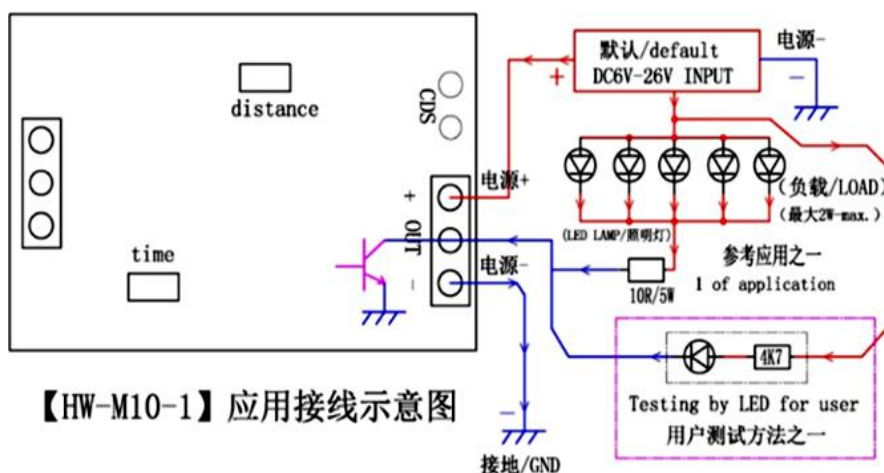 默认/default
DC6V-26V INPUT
电源-
+
-
distance
CDS
电源+
+
OUT
-
电源-
time
(负载/LOAD)
(最大2W-max.)
(LED LAMP/照明灯)
参考应用之一
1 of application
10R/5W
4K7
Testing by LED for user
用户测试方法之一
【HW-M10-1】应用接线示意图
-
接地/GND